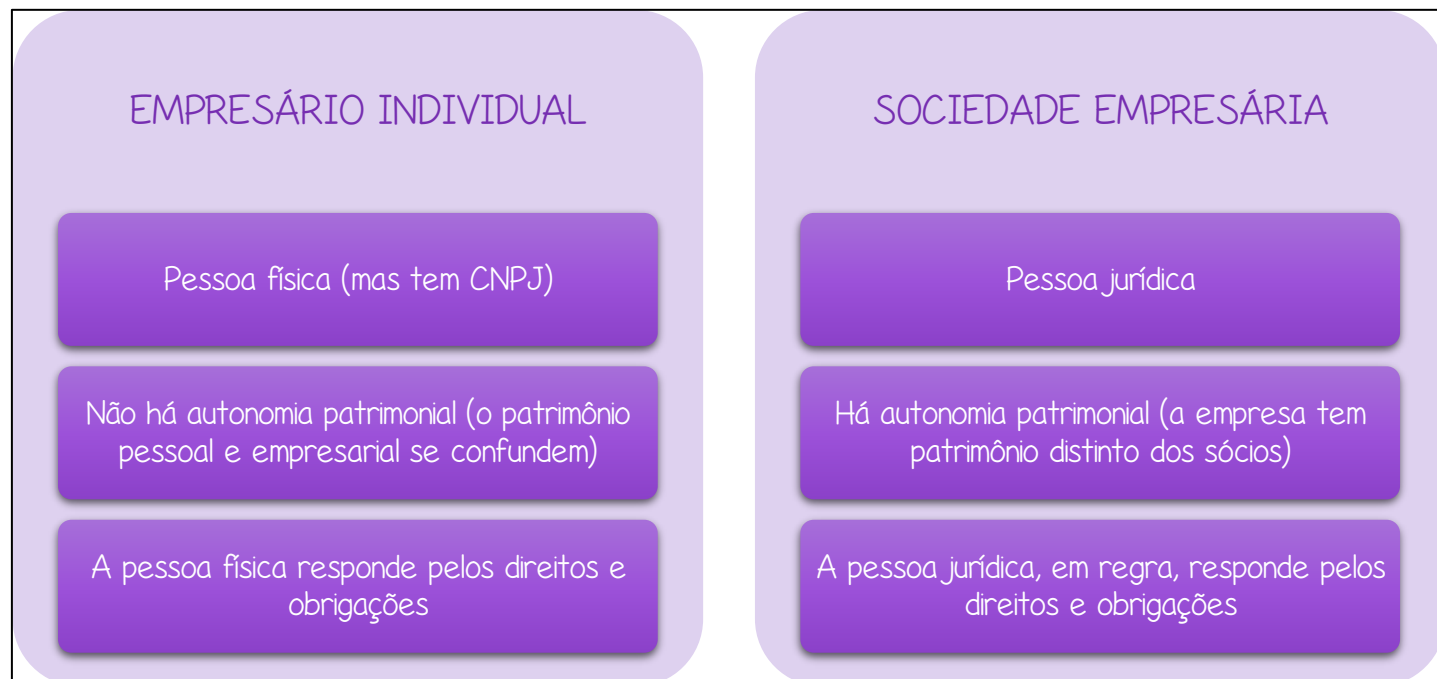 EMPRESÁRIO INDIVIDUAL
Pessoa física (mas tem CNPJ)
Não há autonomia patrimonial (o patrimônio
pessoal e empresarial se confundem)
A pessoa física responde pelos direitos e
obrigações
SOCIEDADE EMPRESÁRIA
Pessoa jurídica
Há autonomia patrimonial (a empresa tem
patrimônio distinto dos sócios)
A pessoa jurídica, em regra, responde pelos
direitos e obrigações